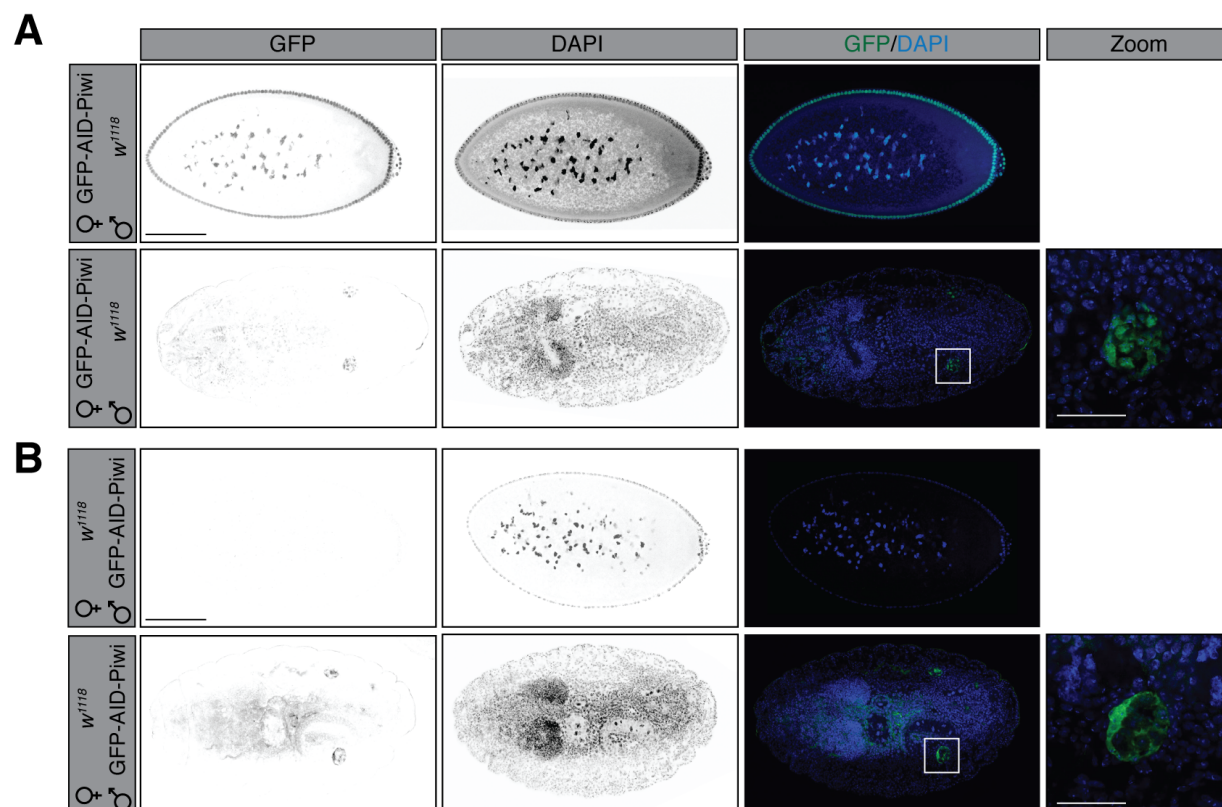 A
GFP
DAPI
GFP/DAPI
Zoom
♀ GFP-AID-Piwi
♂ w1118
♀ GFP-AID-Piwi
♂ w1118
B
♀ w1118
♂ GFP-AID-Piwi
♀ w1118
♂ GFP-AID-Piwi